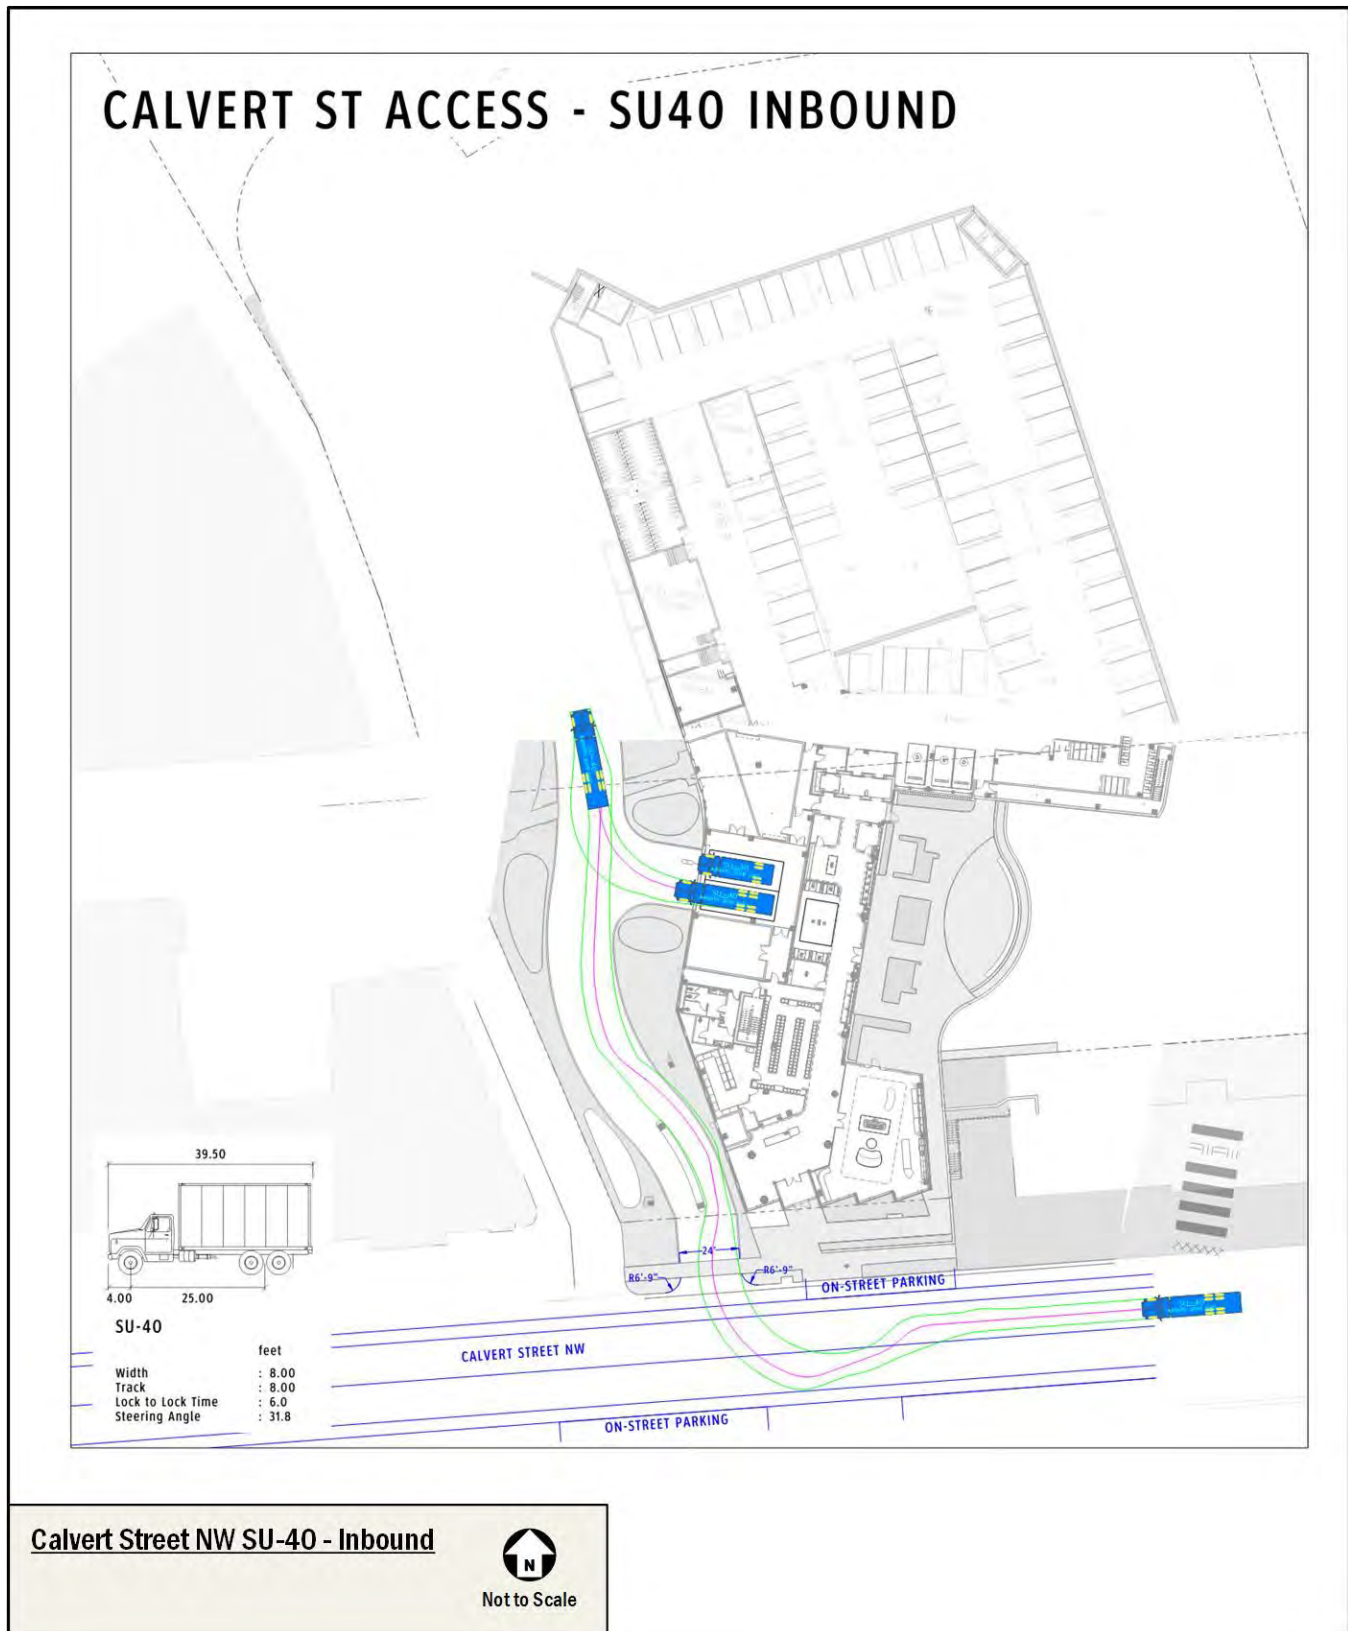 CALVERT ST ACCESS - SU40 INBOUND
39.50
4.00 25.00
SU-40
feet
Width : 8.00
Track : 8.00
Lock to Lock Time : 6.0
Steering Angle : 31.8
24'
R6'-9"
R6'-9"
ON-STREET PARKING
CALVERT STREET NW
ON-STREET PARKING
Calvert Street NW SU-40 - Inbound
N
Not to Scale